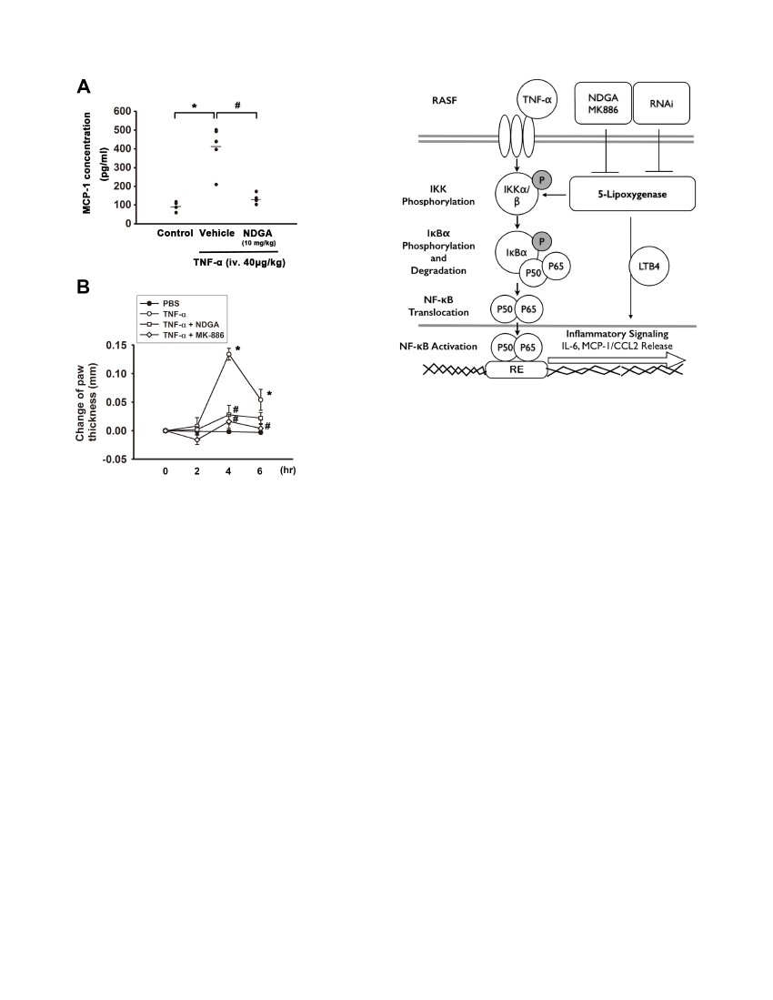 A
MCP-1 concentration
(pg/ml)
600
500
400
300
200
100
0
*
#
Control
Vehicle
NDGA
(10 mg/kg)
TNF-α (iv. 40µg/kg)
B
PBS
TNF-α
TNF-α + NDGA
TNF-α + MK-886
Change of paw
thickness (mm)
0.15
0.10
0.05
0.00
-0.05
*
*
#
#
#
0
2
4
6
(hr)
RASF
TNF-α
NDGA
MK886
RNAi
IKK
Phosphorylation
IKKα/
β
P
5-Lipoxygenase
IκBα
Phosphorylation
and
Degradation
IκBα
P
P50
P65
LTB4
NF-κB
Translocation
P50
P65
Inflammatory Signaling
IL-6, MCP-1/CCL2 Release
NF-κB Activation
P50
P65
RE